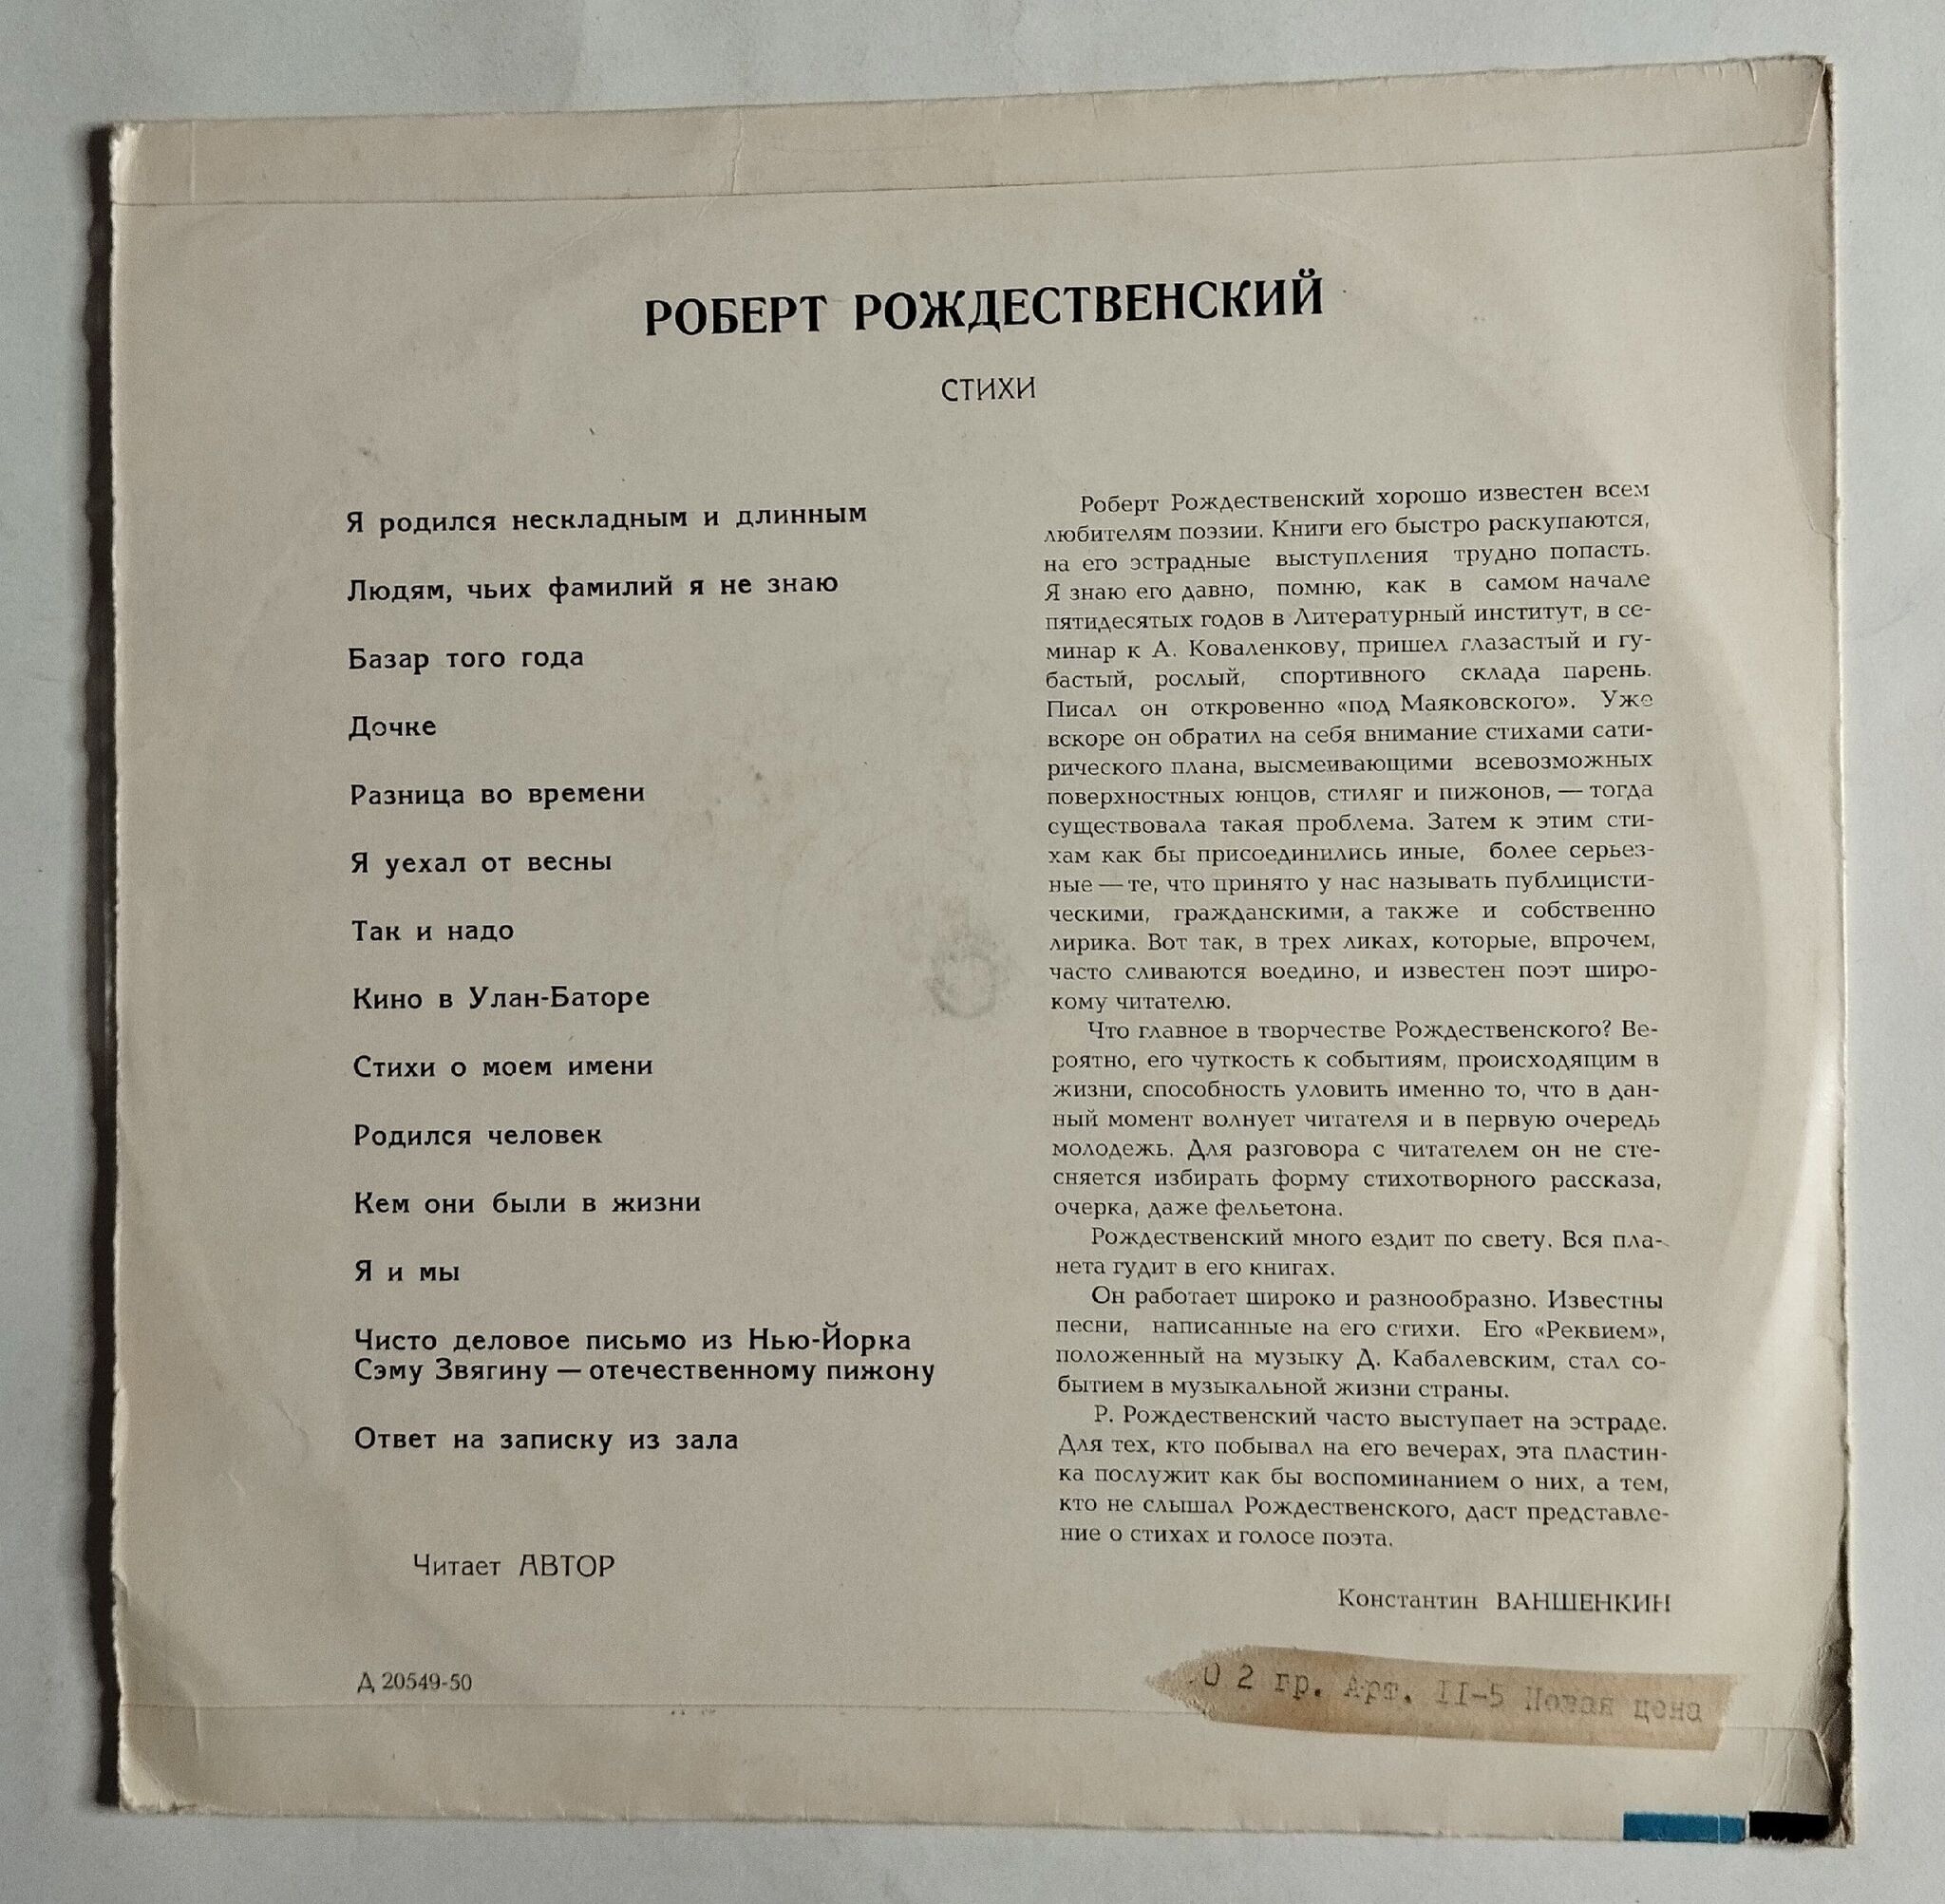 РОБЕРТ РОЖДЕСТВЕНСКИЙ
СТИХИ
Я родился нескладным и длинным
Людям, чьих фамилий я не знаю
Базар того года
Дочке
Разница во времени
Я уехал от весны
Так и надо
Кино в Улан-Баторе
Стихи о моем имени
Родился человек
Кем они были в жизни
Я и мы
Чисто деловое письмо из Нью-Йорка
Сэму Звягину — отечественному пижону
Ответ на записку из зала
Читает АВТОР
Д 20549-50
Роберт Рождественский хорошо известен всем
любителям поэзии. Книги его быстро раскупаются,
на его эстрадные выступления трудно попасть.
Я знаю его давно, помню, как в самом начале
пятидесятых годов в Литературный институт, в се-
минар к А. Коваленкову, пришел глазастый и гу-
бастый, рослый, спортивного склада парень.
Писал он откровенно «под Маяковского». Уже
вскоре он обратил на себя внимание стихами сати-
рического плана, высмеивающими всевозможных
поверхностных юнцов, стиляг и пижонов, — тогда
существовала такая проблема. Затем к этим сти-
хам как бы присоединились иные, более серьез-
ные — те, что принято у нас называть публицисти-
ческими, гражданскими, а также и собственно
лирика. Вот так, в трех ликах, которые, впрочем,
часто сливаются воедино, и известен поэт широ-
кому читателю.
Что главное в творчестве Рождественского? Ве-
роятно, его чуткость к событиям, происходящим в
жизни, способность уловить именно то, что в дан-
ный момент волнует читателя и в первую очередь
молодежь. Для разговора с читателем он не сте-
сняется избирать форму стихотворного рассказа,
очерка, даже фельетона.
Рождественский много ездит по свету. Вся пла-
нета гудит в его книгах.
Он работает широко и разнообразно. Известны
песни, написанные на его стихи. Его «Реквием»,
положенный на музыку Д. Кабалевским, стал со-
бытием в музыкальной жизни страны.
Р. Рождественский часто выступает на эстраде.
Для тех, кто побывал на его вечерах, эта пластин-
ка послужит как бы воспоминанием о них, а тем,
кто не слышал Рождественского, даст представле-
ние о стихах и голосе поэта.
Константин ВАНШЕНКИН
2 гр. Арт. II-5 Новая цена